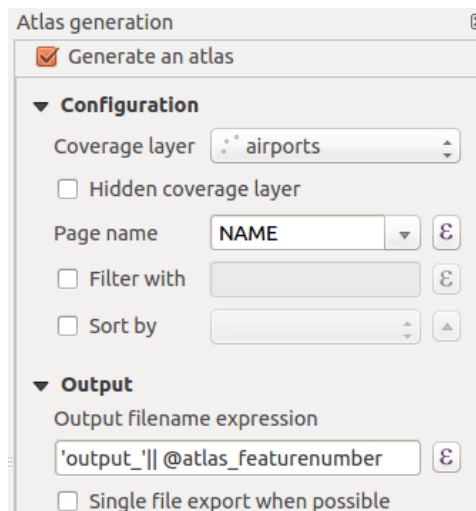 Atlas generation
Generate an atlas
Configuration
Coverage layer airports
Hidden coverage layer
Page name NAME ε
Filter with ε
Sort by
Output
Output filename expression
'output_'|| @atlas_featurenumber ε
Single file export when possible